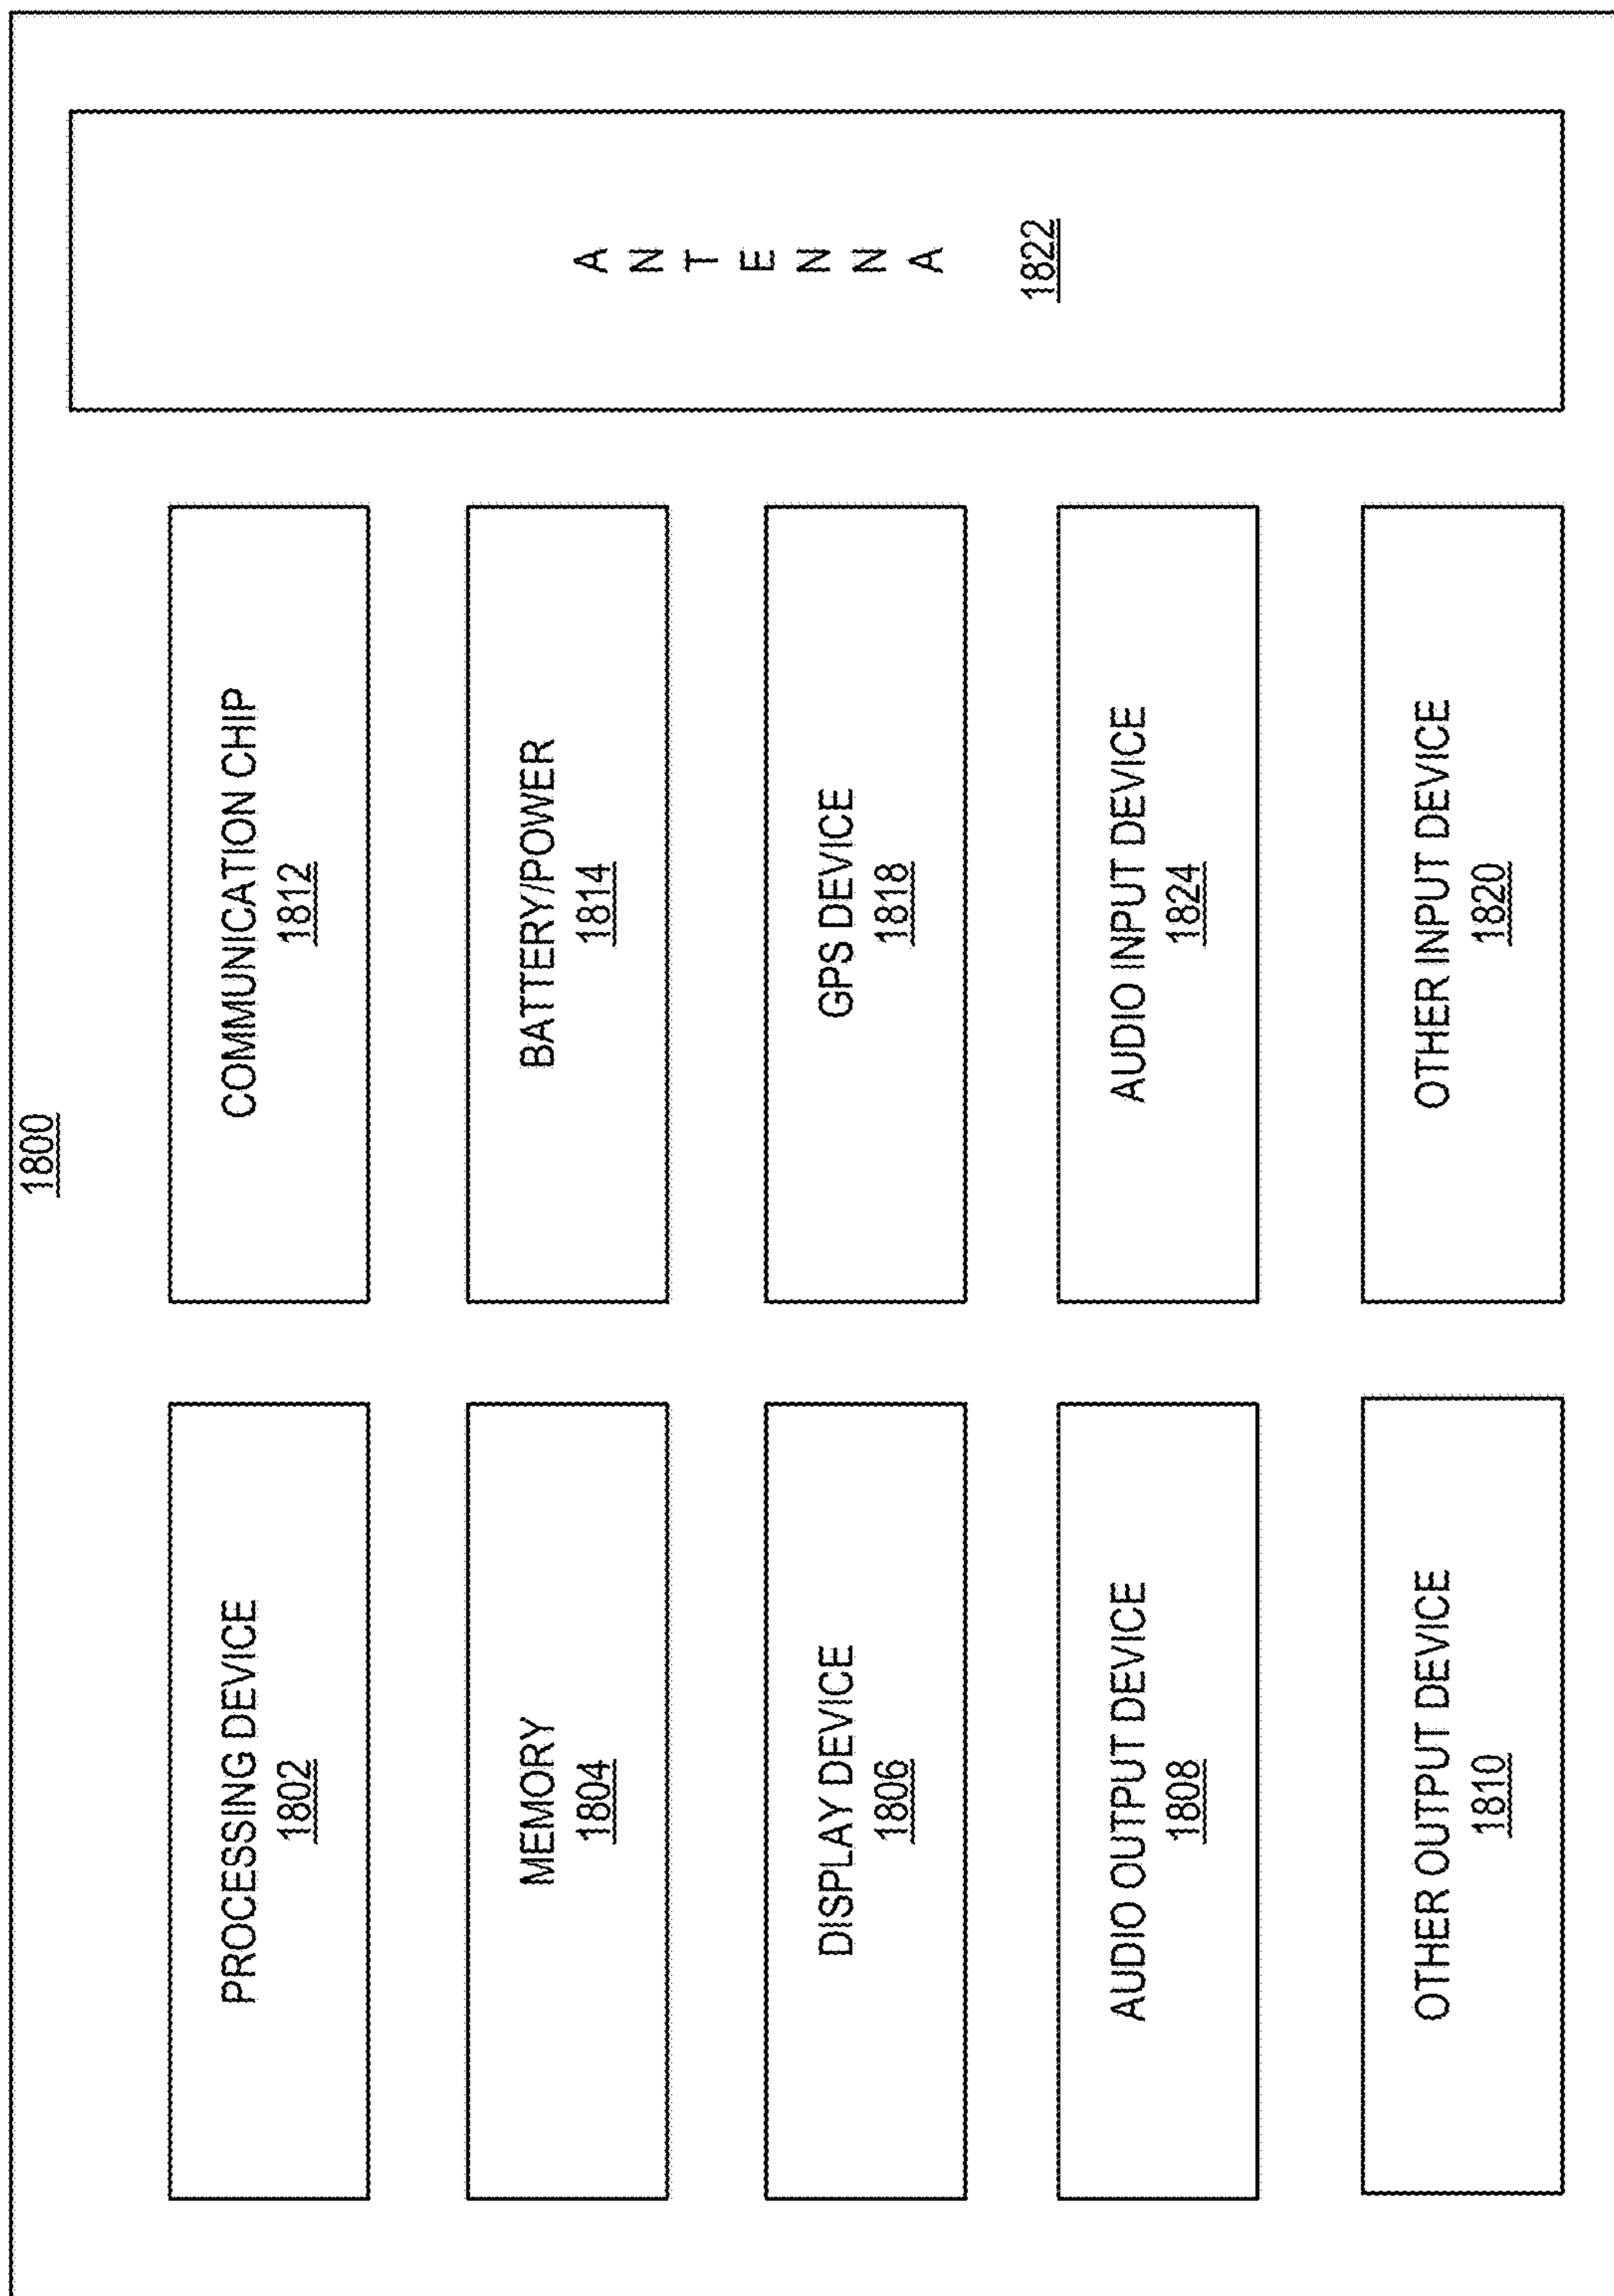 1800
PROCESSING DEVICE
1802
COMMUNICATION CHIP
1812
MEMORY
1804
BATTERY/POWER
1814
DISPLAY DEVICE
1806
GPS DEVICE
1818
AUDIO OUTPUT DEVICE
1808
AUDIO INPUT DEVICE
1824
OTHER OUTPUT DEVICE
1810
OTHER INPUT DEVICE
1820
A
N
T
E
N
N
A
1822